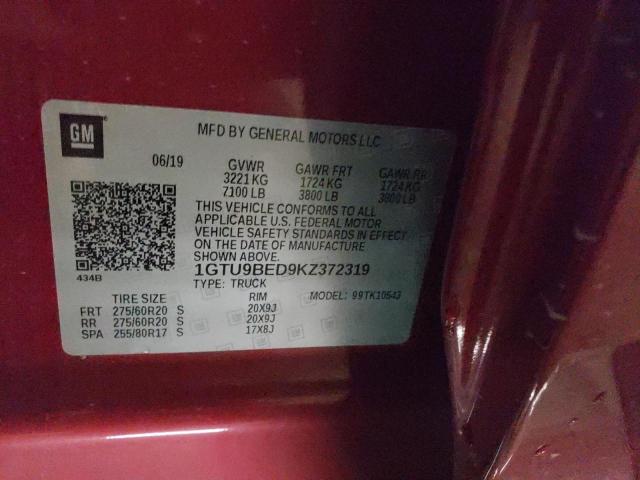 GM
MFD BY GENERAL MOTORS LLC
06/19 GVWR GAWR FRT GAWR RR
3221 KG 1724 KG 1724 KG
7100 LB 3800 LB 3800 LB
THIS VEHICLE CONFORMS TO ALL
APPLICABLE U.S. FEDERAL MOTOR
VEHICLE SAFETY STANDARDS IN EFFECT
ON THE DATE OF MANUFACTURE
SHOWN ABOVE.
434B
1GTU9BED9KZ372319
TYPE: TRUCK
TIRE SIZE RIM MODEL: 99TK10543
FRT 275/60R20 S 20X9J
RR 275/60R20 S 20X9J
SPA 255/80R17 S 17X8J